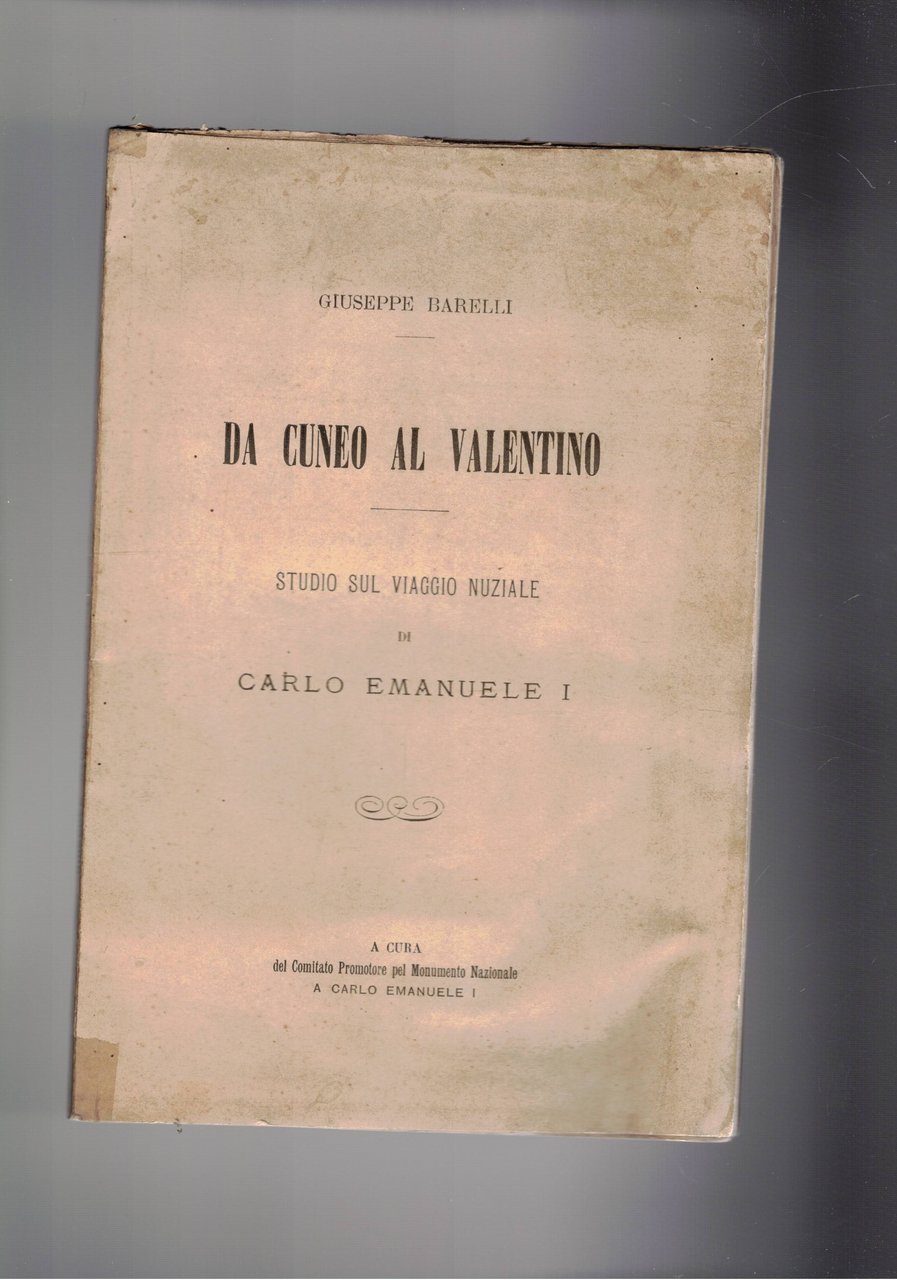 GIUSEPPE BARELLI
DA CUNEO AL VALENTINO
STUDIO SUL VIAGGIO NUZIALE
DI
CARLO EMANUELE I
A CURA
del Comitato Promotore pel Monumento Nazionale
A CARLO EMANUELE I